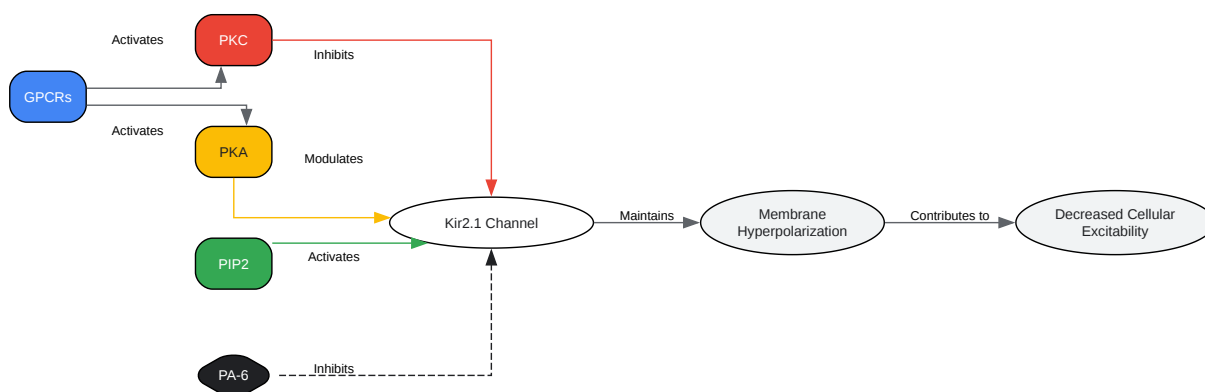 Activates
PKC
Inhibits
GPCRs
Activates
PKA
Modulates
Kir2.1 Channel
Maintains
Membrane
Hyperpolarization
Contributes to
Decreased Cellular
Excitability
PIP2
Activates
PA-6
Inhibits